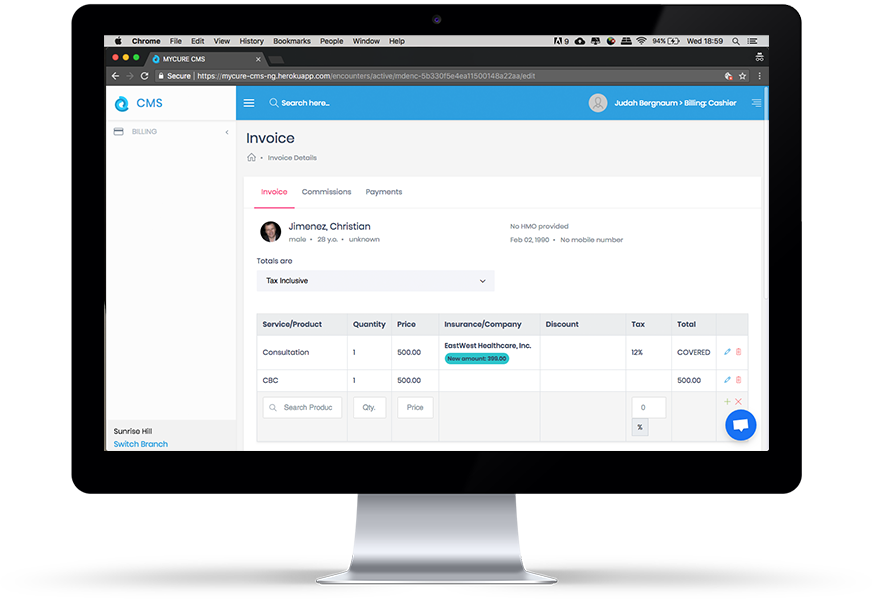 Chrome File Edit View History Bookmarks People Window Help 9 94% Wed 18:59
MYCURE CMS
Secure https://mycure-cms-ng.herokuapp.com/encounters/active/mdenc-5b330f5e4ea11500148a22aa/edit
CMS
Search here...
Judah Bergnaum > Billing: Cashier
BILLING
Invoice
Invoice Details
Invoice Commissions Payments
Jimenez, Christian
male • 28 y.o. • unknown
No HMO provided
Feb 02, 1990 • No mobile number
Totals are
Tax Inclusive
Service/Product Quantity Price Insurance/Company Discount Tax Total
EastWest Healthcare, Inc.
Consultation 1 500.00 12% COVERED
New amount: 399.00
CBC 1 500.00 500.00
Search Produc Qty. Price 0
%
Sunrise Hill
Switch Branch